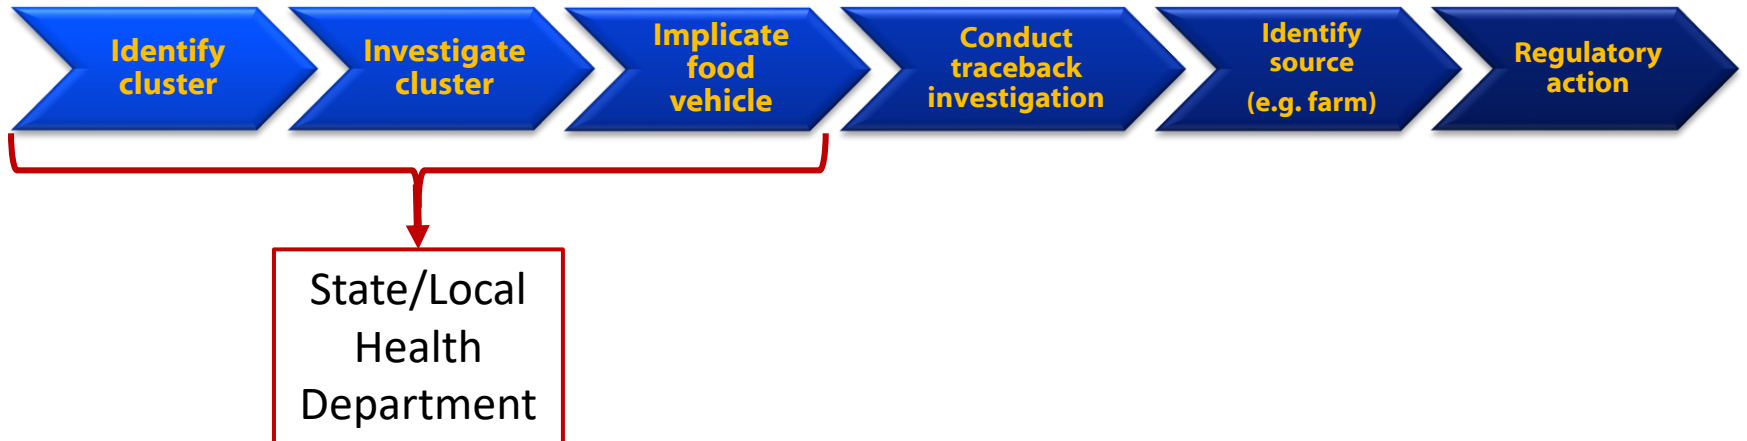 Identify
cluster
Investigate
cluster
Implicate
food
vehicle
Conduct
traceback
investigation
Identify
source
(e.g. farm)
Regulatory
action
State/Local
Health
Department